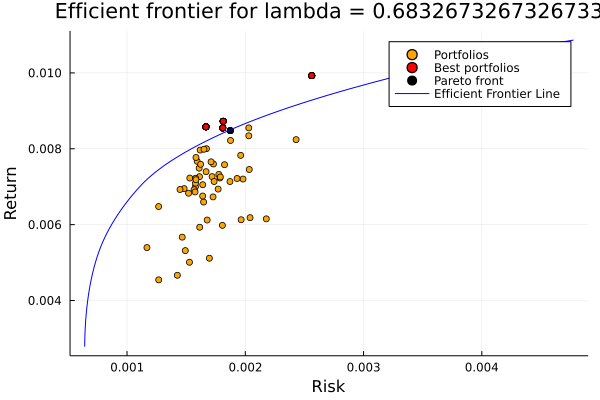 Efficient frontier for lambda = 0.6832673267326733
Portfolios
Best portfolios
Pareto front
Efficient Frontier Line
0.010
0.008
0.006
0.004
Return
0.001
0.002
0.003
0.004
Risk